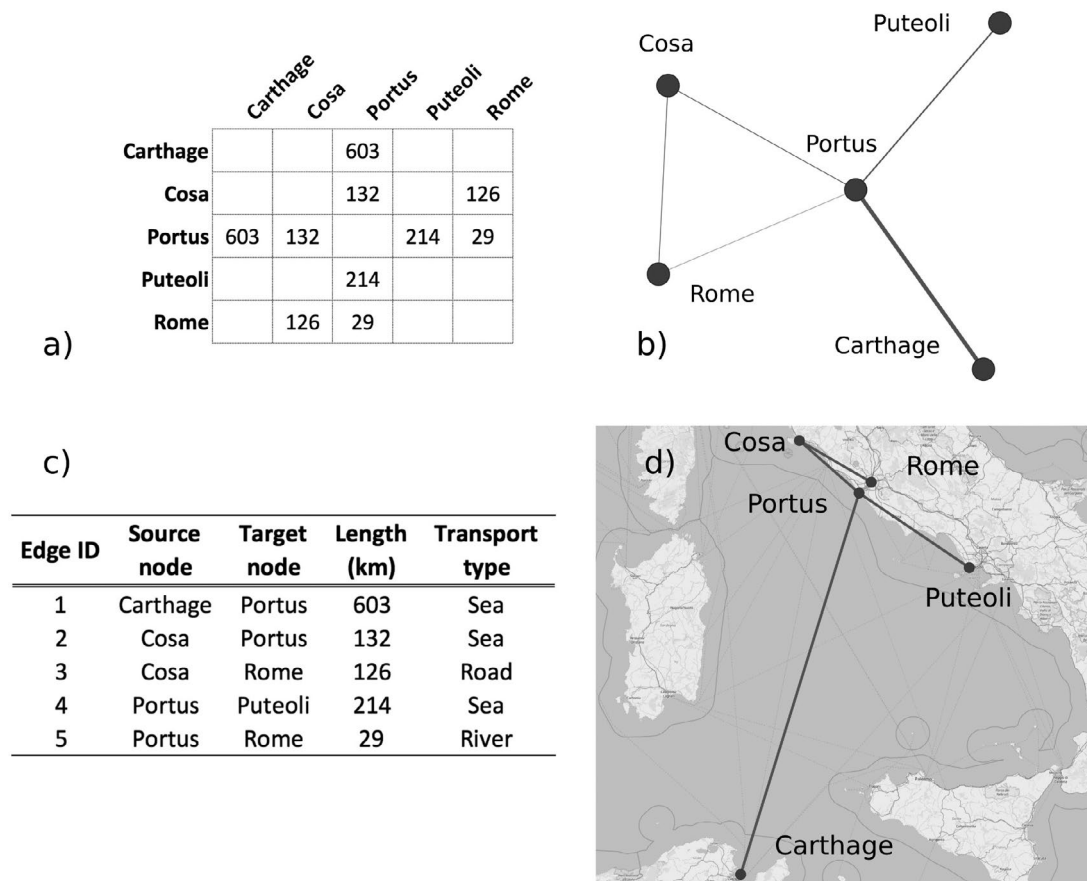 Carthage Cosa Portus Puteoli Rome
Carthage 603
Cosa 132 126
Portus 603 132 214 29
Puteoli 214
Rome 126 29
a)
Puteoli
Cosa
Portus
Rome
b)
Carthage
c)
Edge ID Source node Target node Length (km) Transport type
1 Carthage Portus 603 Sea
2 Cosa Portus 132 Sea
3 Cosa Rome 126 Road
4 Portus Puteoli 214 Sea
5 Portus Rome 29 River
d)
Cosa
Rome
Portus
Puteoli
Carthage